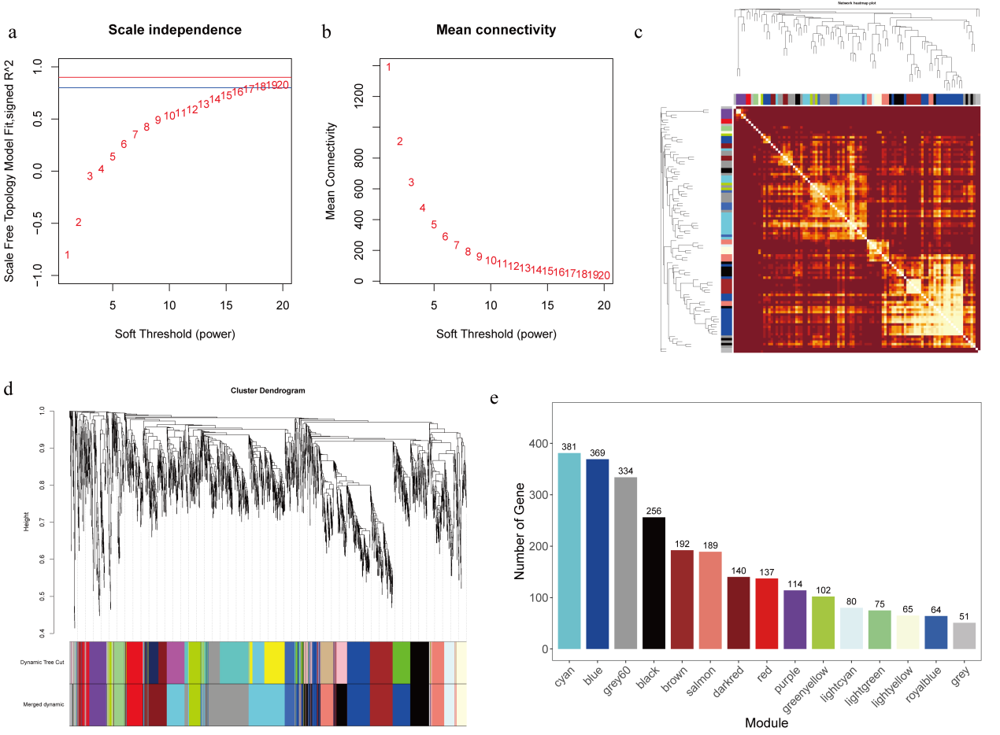 a
Scale independence
Scale Free Topology Model Fit,signed R^2
1.0
0.5
0.0
−0.5
−1.0
1 2 3 4 5 6 7 8 9 10 11 12 13 14 15 16 17 18 19 20
5 10 15 20
Soft Threshold (power)
b
Mean connectivity
Mean Connectivity
1200
800
600
400
200
0
1 2 3 4 5 6 7 8 9 10 11 12 13 14 15 16 17 18 19 20
5 10 15 20
Soft Threshold (power)
c
Network heatmap plot
d
Cluster Dendrogram
Height
1.0
0.9
0.8
0.7
0.6
0.5
0.4
Dynamic Tree Cut
Merged dynamic
e
Number of Gene
400
300
200
100
0
381 369 334 256 192 189 140 137 114 102 80 75 65 64 51
cyan blue grey60 black brown salmon darkred red purple greenyellow lightcyan lightgreen lightyellow royalblue grey
Module